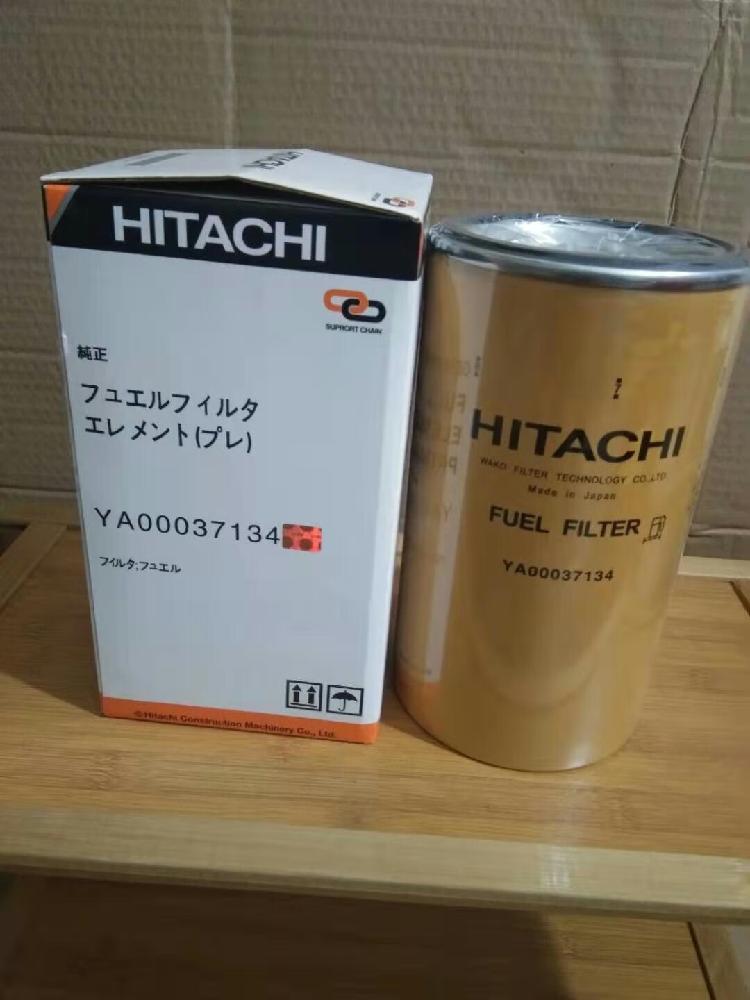 HITACHI
HITACHI
SUPRORT CHAIN
純正
フュエルフィルタ
エレメント(プレ)
YA00037134
フィルタ;フュエル
©Hitachi Construction Machinery Co., Ltd.
HITACHI
WAKO FILTER TECHNOLOGY CO.,LTD.
Made in Japan
FUEL FILTER
YA00037134